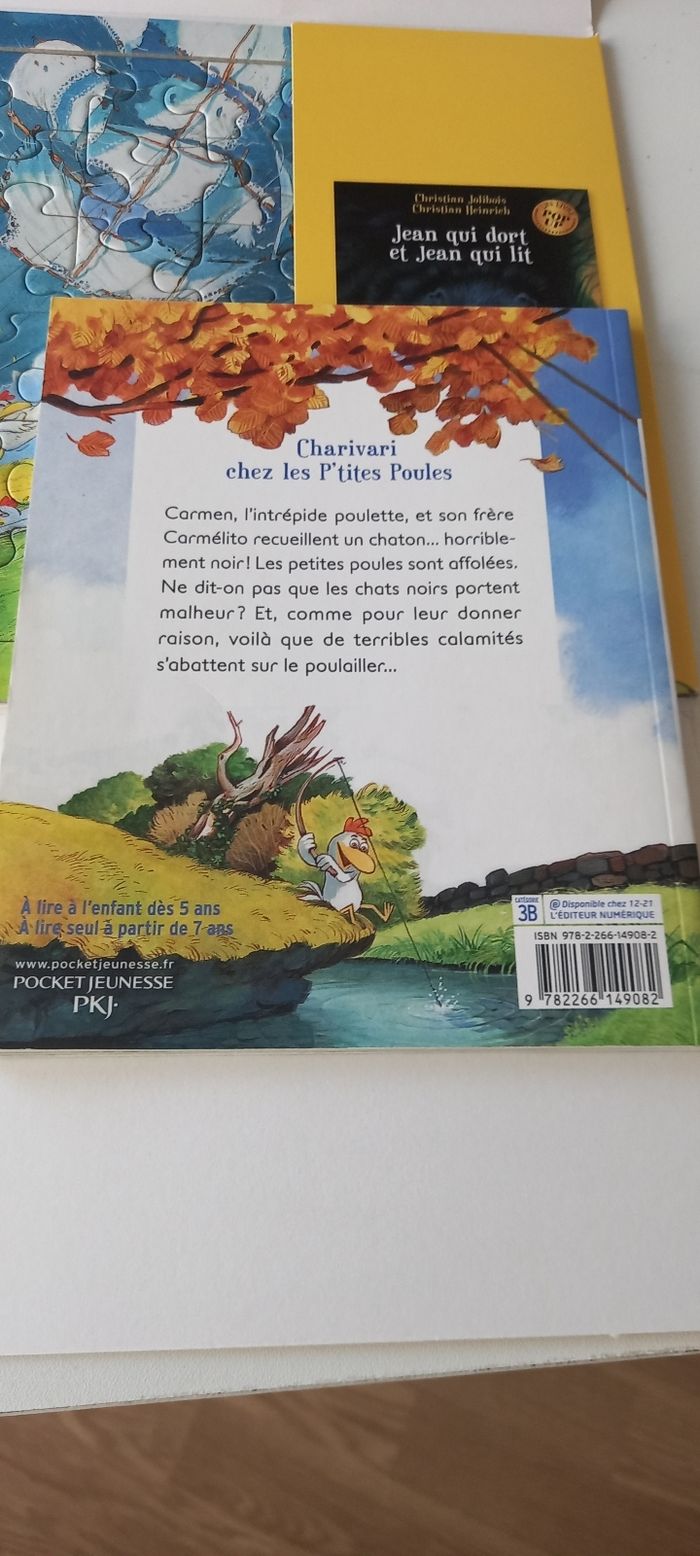 Christian Jolibois
Christian Heinrich
POP
UP
Jean qui dort
et Jean qui lit
Charivari
chez les P'tites Poules
Carmen, l'intrépide poulette, et son frère
Carmélito recueillent un chaton... horrible-
ment noir! Les petites poules sont affolées.
Ne dit-on pas que les chats noirs portent
malheur? Et, comme pour leur donner
raison, voilà que de terribles calamités
s'abattent sur le poulailler...
À lire à l'enfant dès 5 ans
À lire seul à partir de 7 ans
www.pocketjeunesse.fr
POCKET JEUNESSE
PKJ·
CATÉGORIE
3B
@ Disponible chez 12-21
L'ÉDITEUR NUMÉRIQUE
ISBN 978-2-266-14908-2
9 782266 149082